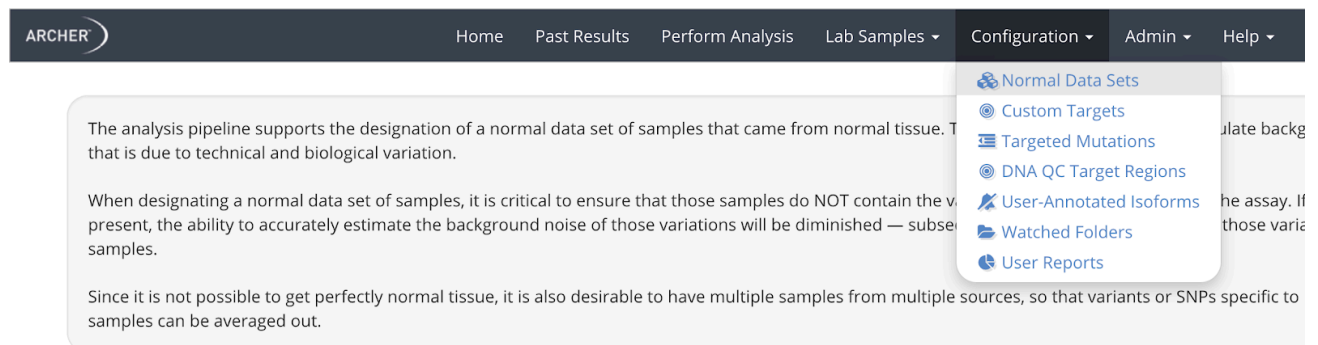 ARCHER
Home Past Results Perform Analysis Lab Samples Configuration Admin Help
Normal Data Sets
Custom Targets
Targeted Mutations
DNA QC Target Regions
User-Annotated Isoforms
Watched Folders
User Reports
The analysis pipeline supports the designation of a normal data set of samples that came from normal tissue.
that is due to technical and biological variation.
When designating a normal data set of samples, it is critical to ensure that those samples do NOT contain the he assay. If
present, the ability to accurately estimate the background noise of those variations will be diminished — those
samples.
Since it is not possible to get perfectly normal tissue, it is also desirable to have multiple samples from multiple sources, so that variants or SNPs specific to
samples can be averaged out.